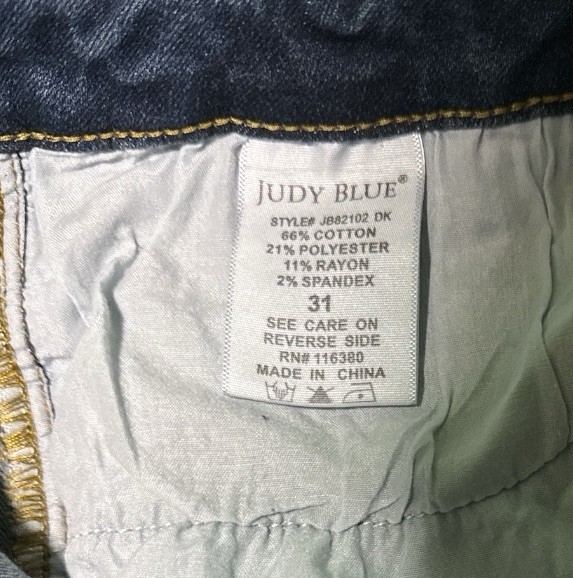 JUDY BLUE®
STYLE# JB82102 DK
66% COTTON
21% POLYESTER
11% RAYON
2% SPANDEX
31
SEE CARE ON
REVERSE SIDE
RN# 116380
MADE IN CHINA